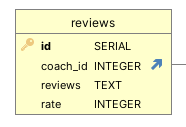 reviews
id SERIAL
coach_id INTEGER
reviews TEXT
rate INTEGER